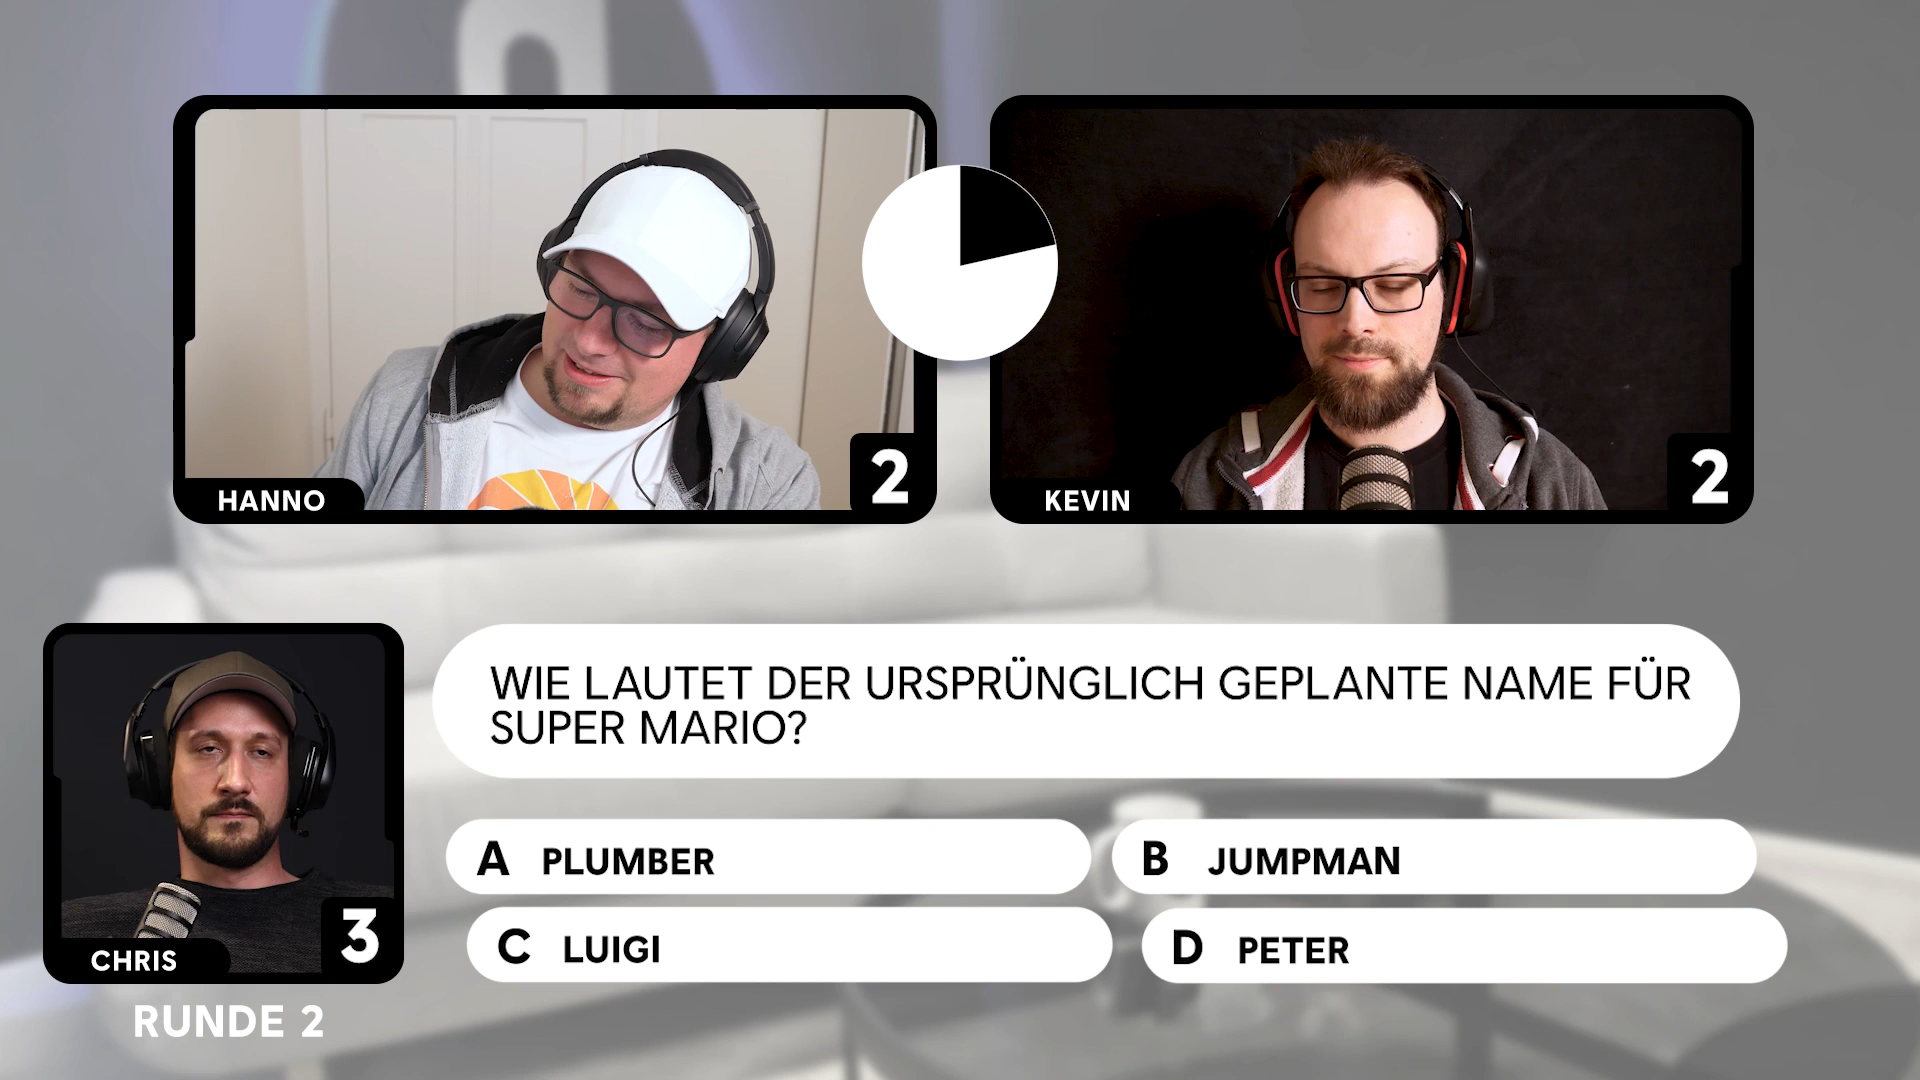 HANNO
2
KEVIN
2
WIE LAUTET DER URSPRÜNGLICH GEPLANTE NAME FÜR
SUPER MARIO?
CHRIS
3
A PLUMBER
B JUMPMAN
C LUIGI
D PETER
RUNDE 2